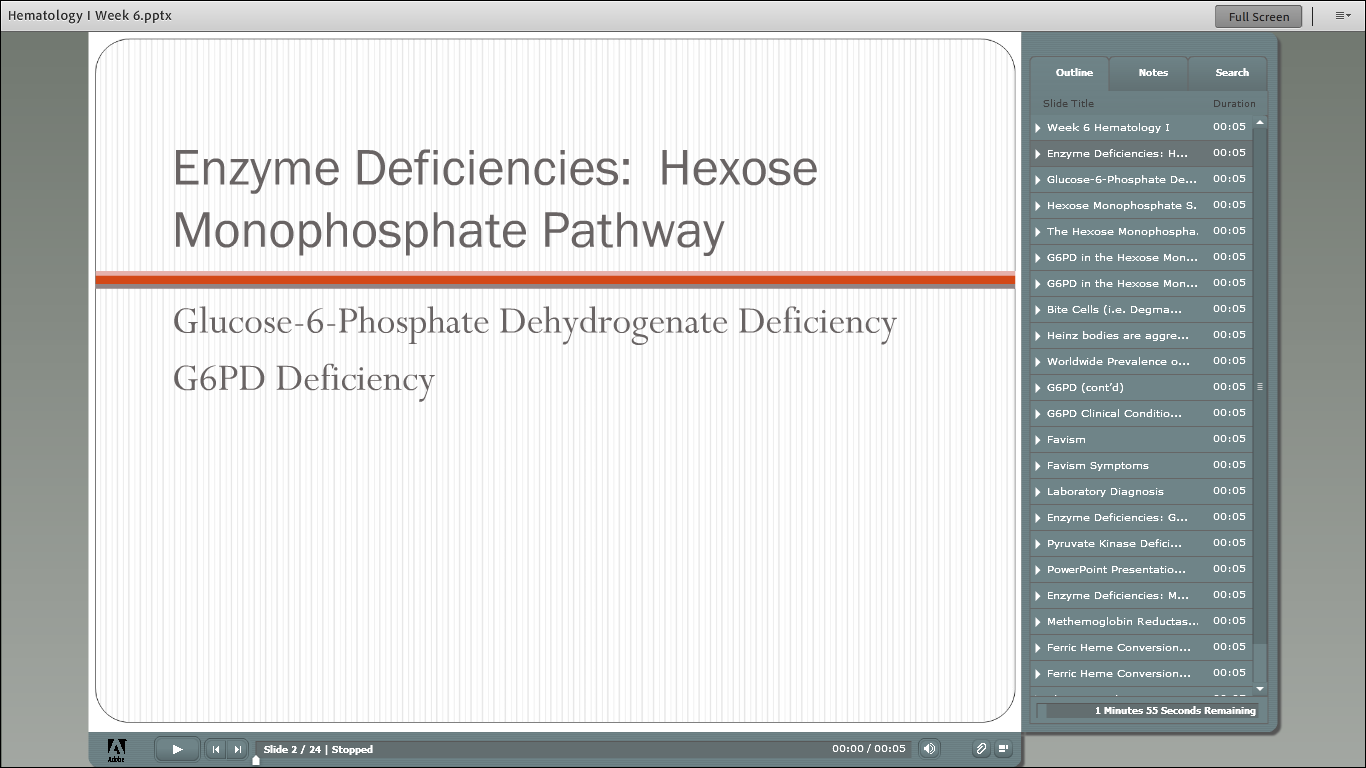 Hematology I Week 6.pptx
Full Screen
Enzyme Deficiencies:  Hexose
Monophosphate Pathway
Glucose-6-Phosphate Dehydrogenate Deficiency
G6PD Deficiency
Outline Notes Search
Slide Title Duration
Week 6 Hematology I 00:05
Enzyme Deficiencies: H... 00:05
Glucose-6-Phosphate De... 00:05
Hexose Monophosphate S. 00:05
The Hexose Monophospha. 00:05
G6PD in the Hexose Mon... 00:05
G6PD in the Hexose Mon... 00:05
Bite Cells (i.e. Degma... 00:05
Heinz bodies are aggre... 00:05
Worldwide Prevalence o... 00:05
G6PD (cont’d) 00:05
G6PD Clinical Conditio... 00:05
Favism 00:05
Favism Symptoms 00:05
Laboratory Diagnosis 00:05
Enzyme Deficiencies: G... 00:05
Pyruvate Kinase Defici... 00:05
PowerPoint Presentatio... 00:05
Enzyme Deficiencies: M... 00:05
Methemoglobin Reductas... 00:05
Ferric Heme Conversion... 00:05
Ferric Heme Conversion... 00:05
1 Minutes 55 Seconds Remaining
Adobe
Slide 2 / 24 | Stopped 00:00 / 00:05